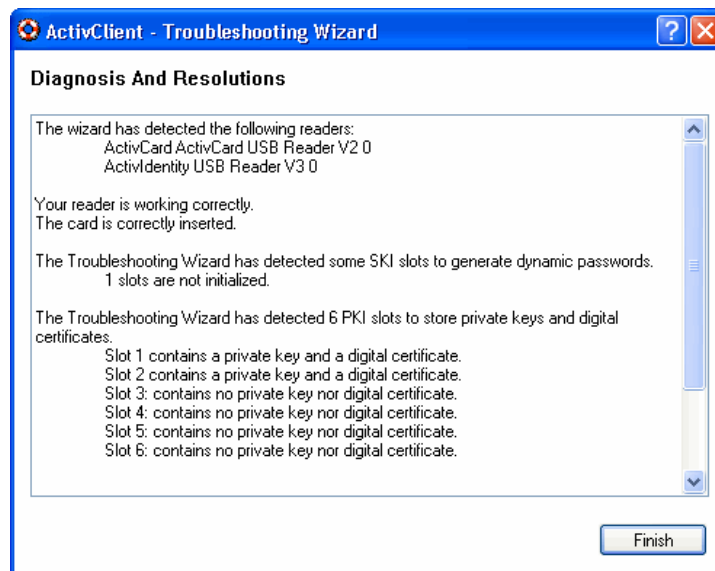 ActivClient - Troubleshooting Wizard
Diagnosis And Resolutions
The wizard has detected the following readers:
ActivCard ActivCard USB Reader V2 0
ActivIdentity USB Reader V3 0
Your reader is working correctly.
The card is correctly inserted.
The Troubleshooting Wizard has detected some SKI slots to generate dynamic passwords.
1 slots are not initialized.
The Troubleshooting Wizard has detected 6 PKI slots to store private keys and digital
certificates.
Slot 1 contains a private key and a digital certificate.
Slot 2 contains a private key and a digital certificate.
Slot 3: contains no private key nor digital certificate.
Slot 4: contains no private key nor digital certificate.
Slot 5: contains no private key nor digital certificate.
Slot 6: contains no private key nor digital certificate.
Finish